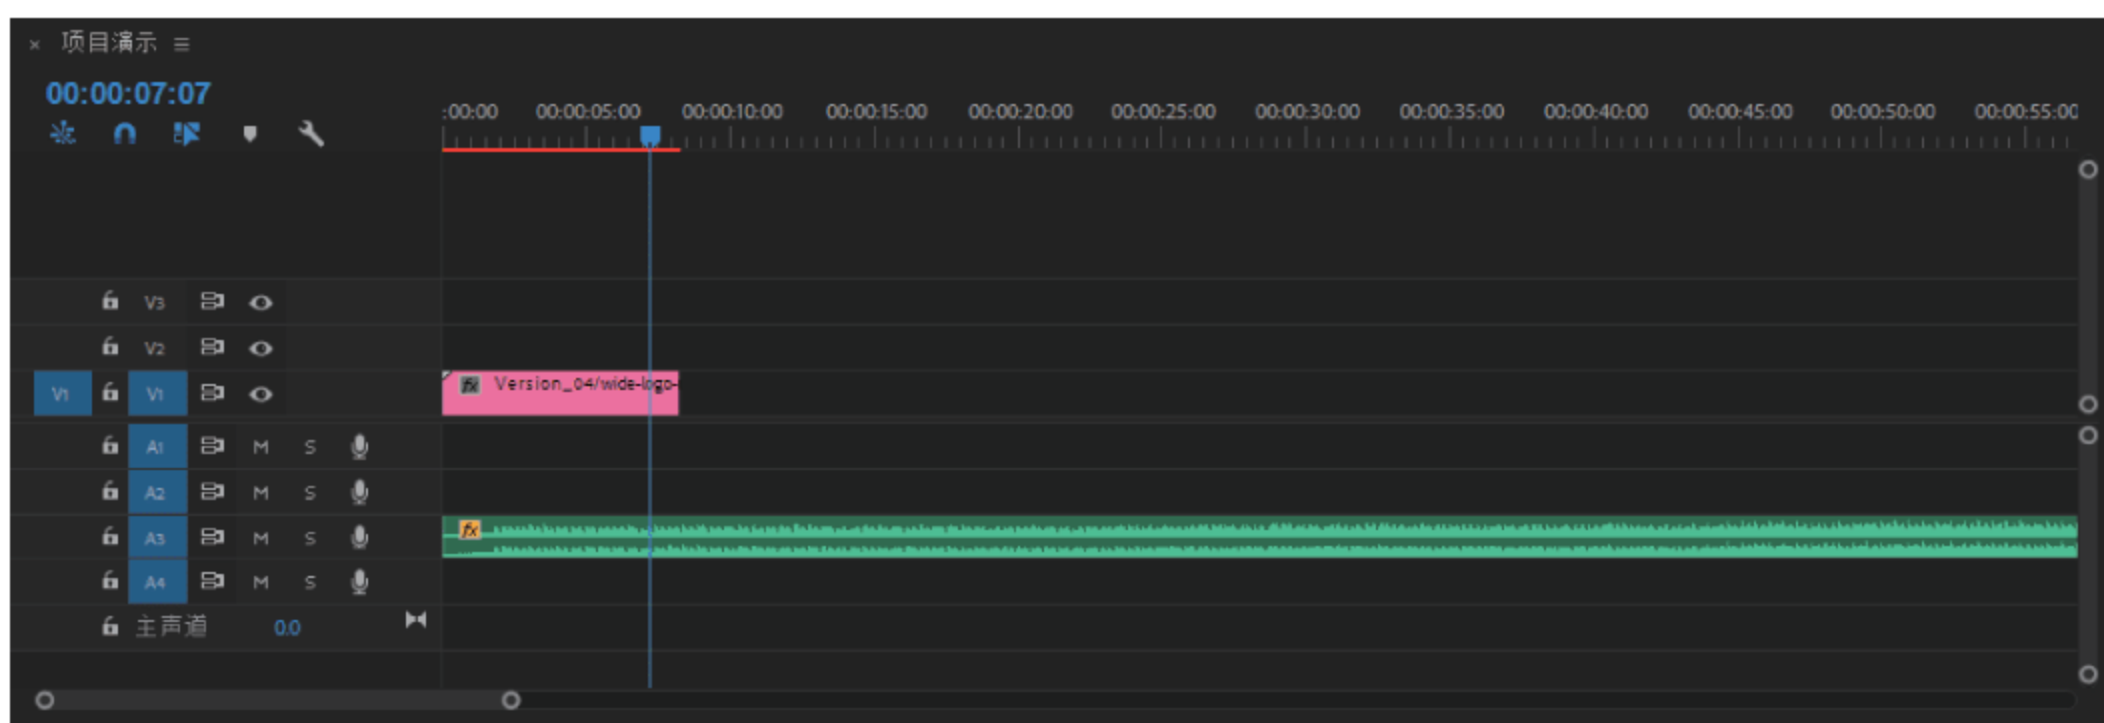 × 项目演示 ≡
00:00:07:07
:00:00 00:00:05:00 00:00:10:00 00:00:15:00 00:00:20:00 00:00:25:00 00:00:30:00 00:00:35:00 00:00:40:00 00:00:45:00 00:00:50:00 00:00:55:00
V3
V2
V1 V1 fx Version_04/wide-logo-
A1 M S
A2 M S
A3 M S fx
A4 M S
主声道 0.0